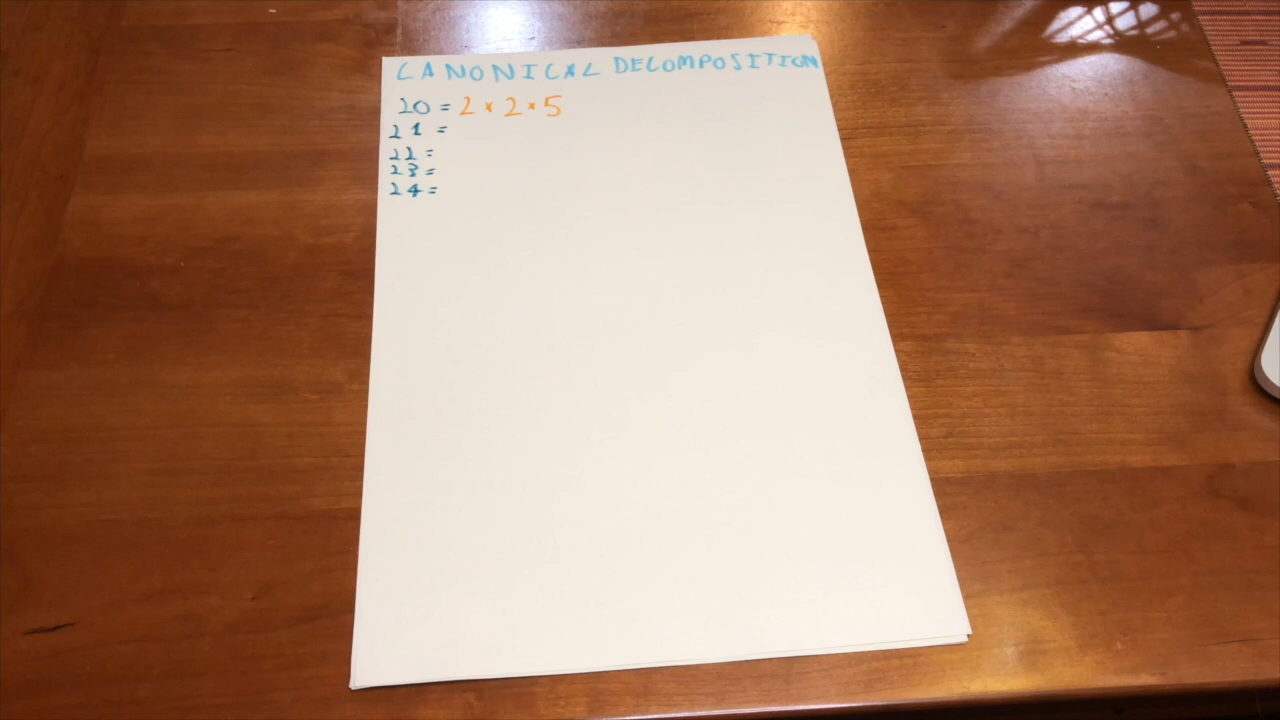 CANONICAL DECOMPOSITION
20 = 2 × 2 × 5
21 =
22 =
23 =
24 =